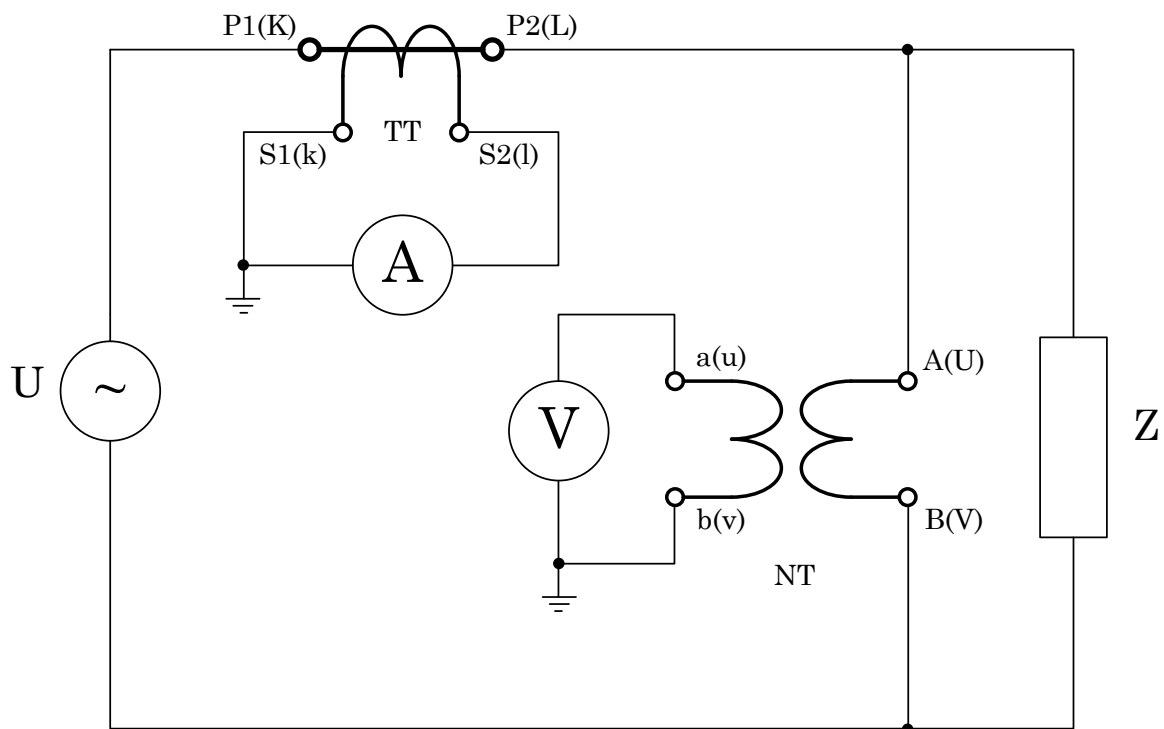 P1(K)
P2(L)
TT
S1(k)
S2(l)
A
U
~
a(u)
A(U)
V
Z
b(v)
B(V)
NT